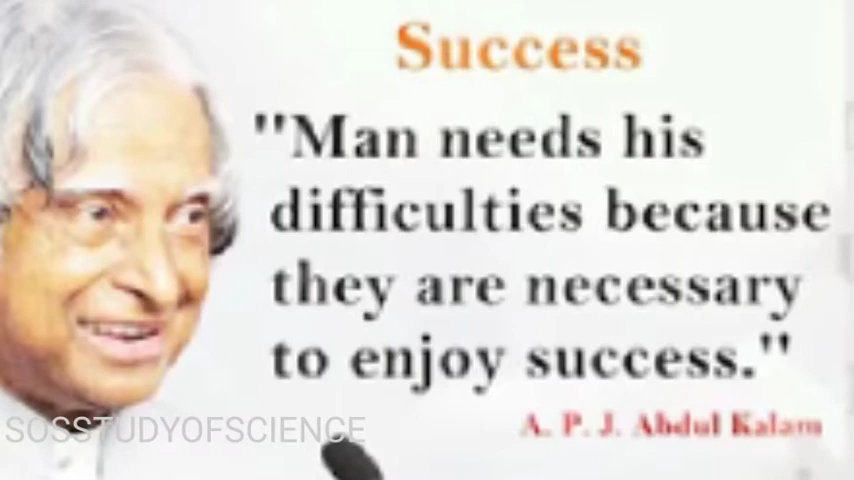 Success
"Man needs his
difficulties because
they are necessary
to enjoy success."
A. P. J. Abdul Kalam
SOSSTUDYOFSCIENCE